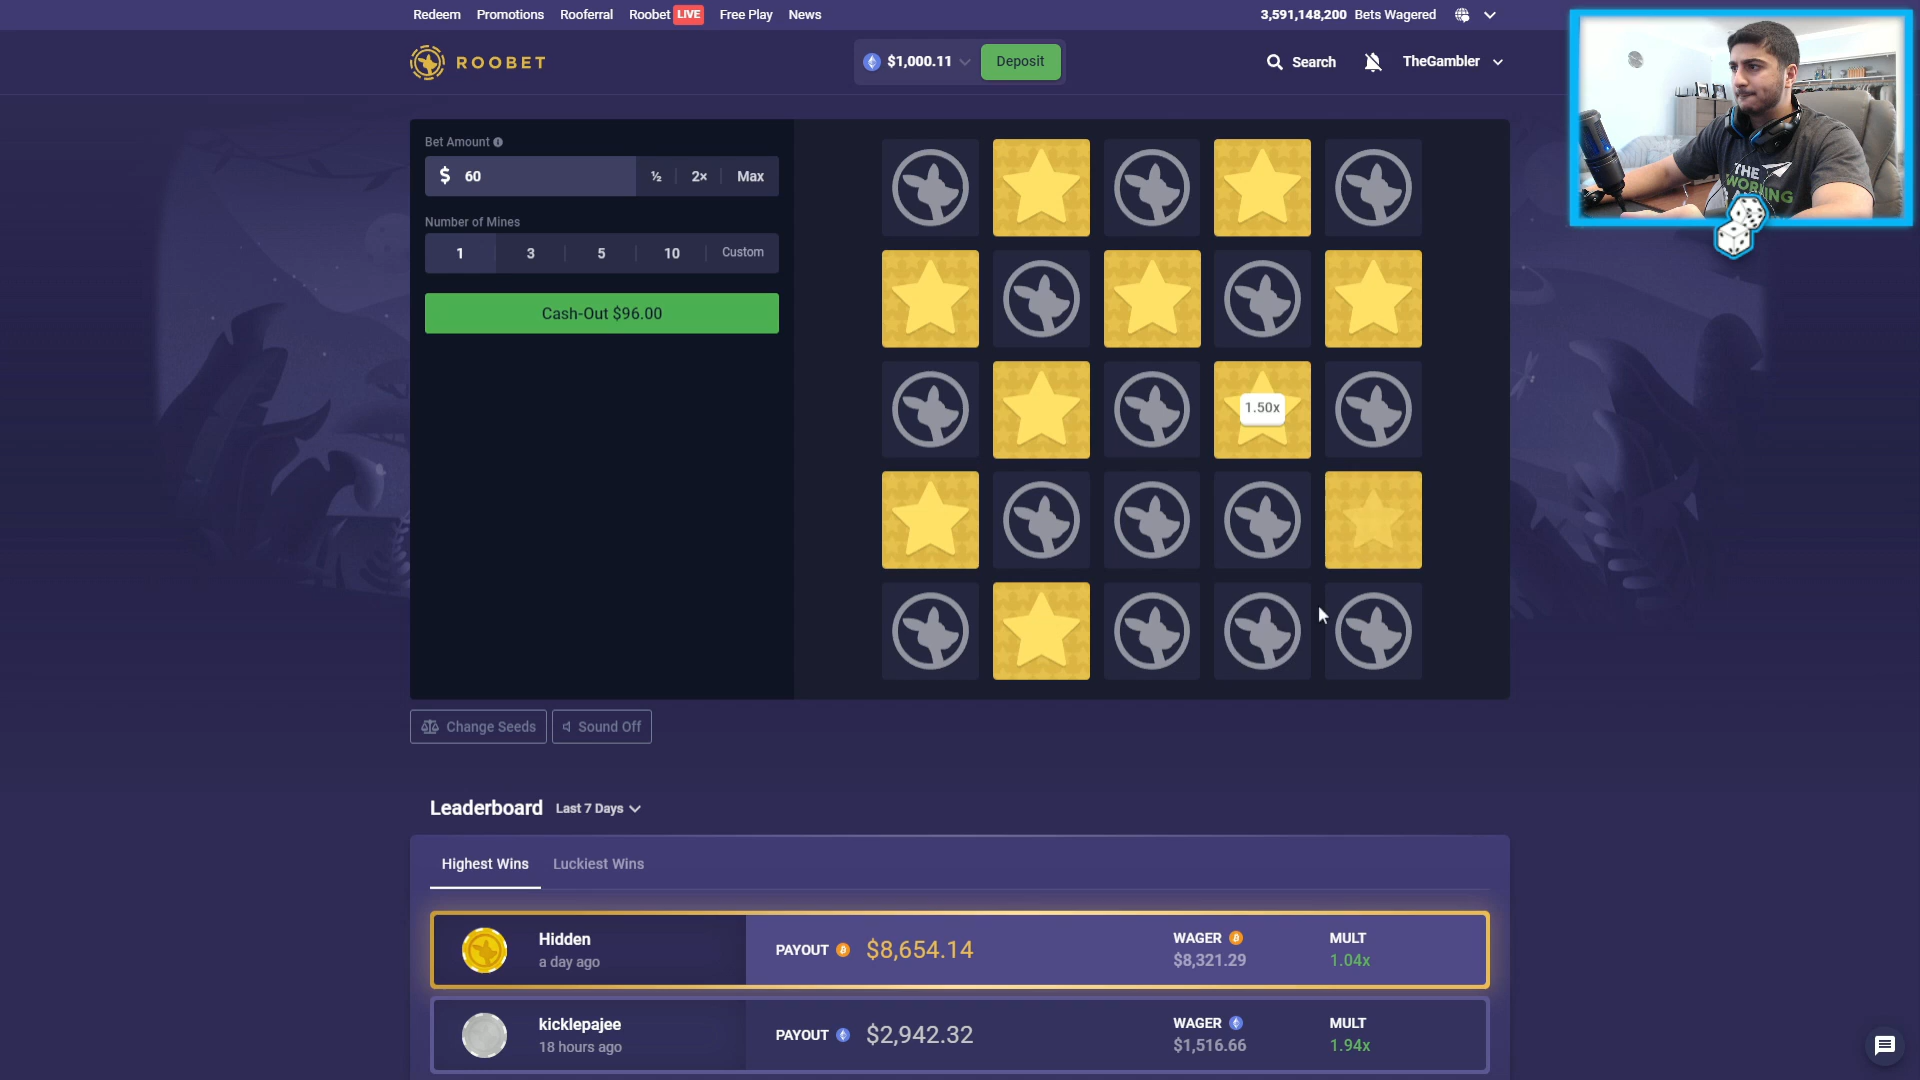 Redeem Promotions Rooferral Roobet LIVE Free Play News
3,591,148,200 Bets Wagered
ROOBET
$1,000.11 Deposit
Search
TheGambler
Bet Amount
$ 60 ½ 2× Max
Number of Mines
1 3 5 10 Custom
Cash-Out $96.00
1.50x
THE
WORKING
Change Seeds Sound Off
Leaderboard Last 7 Days
Highest Wins Luckiest Wins
Hidden
a day ago
PAYOUT $8,654.14
WAGER
$8,321.29
MULT
1.04x
kicklepajee
18 hours ago
PAYOUT $2,942.32
WAGER
$1,516.66
MULT
1.94x